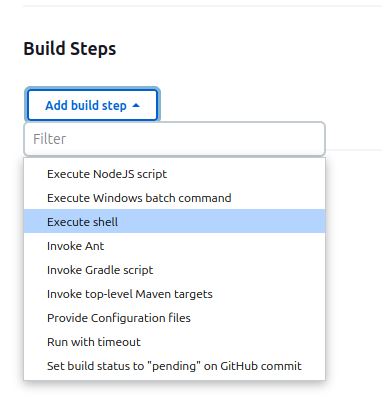 Build Steps
Add build step
Filter
Execute NodeJS script
Execute Windows batch command
Execute shell
Invoke Ant
Invoke Gradle script
Invoke top-level Maven targets
Provide Configuration files
Run with timeout
Set build status to "pending" on GitHub commit